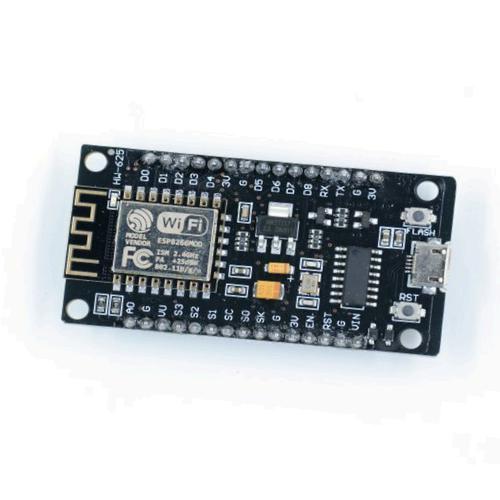 HW-625
D0 D1 D2 D3 D4 3V G D5 D6 D7 D8 RX TX G 3V
FLASH
MODEL
VENDOR
WiFi
ESP8266MOD
FC
ISM 2.4GHz
PA +25dBm
802.11b/g/n
RST
A0 G VU S3 S2 S1 SC S0 SK G 3V EN RST G VIN